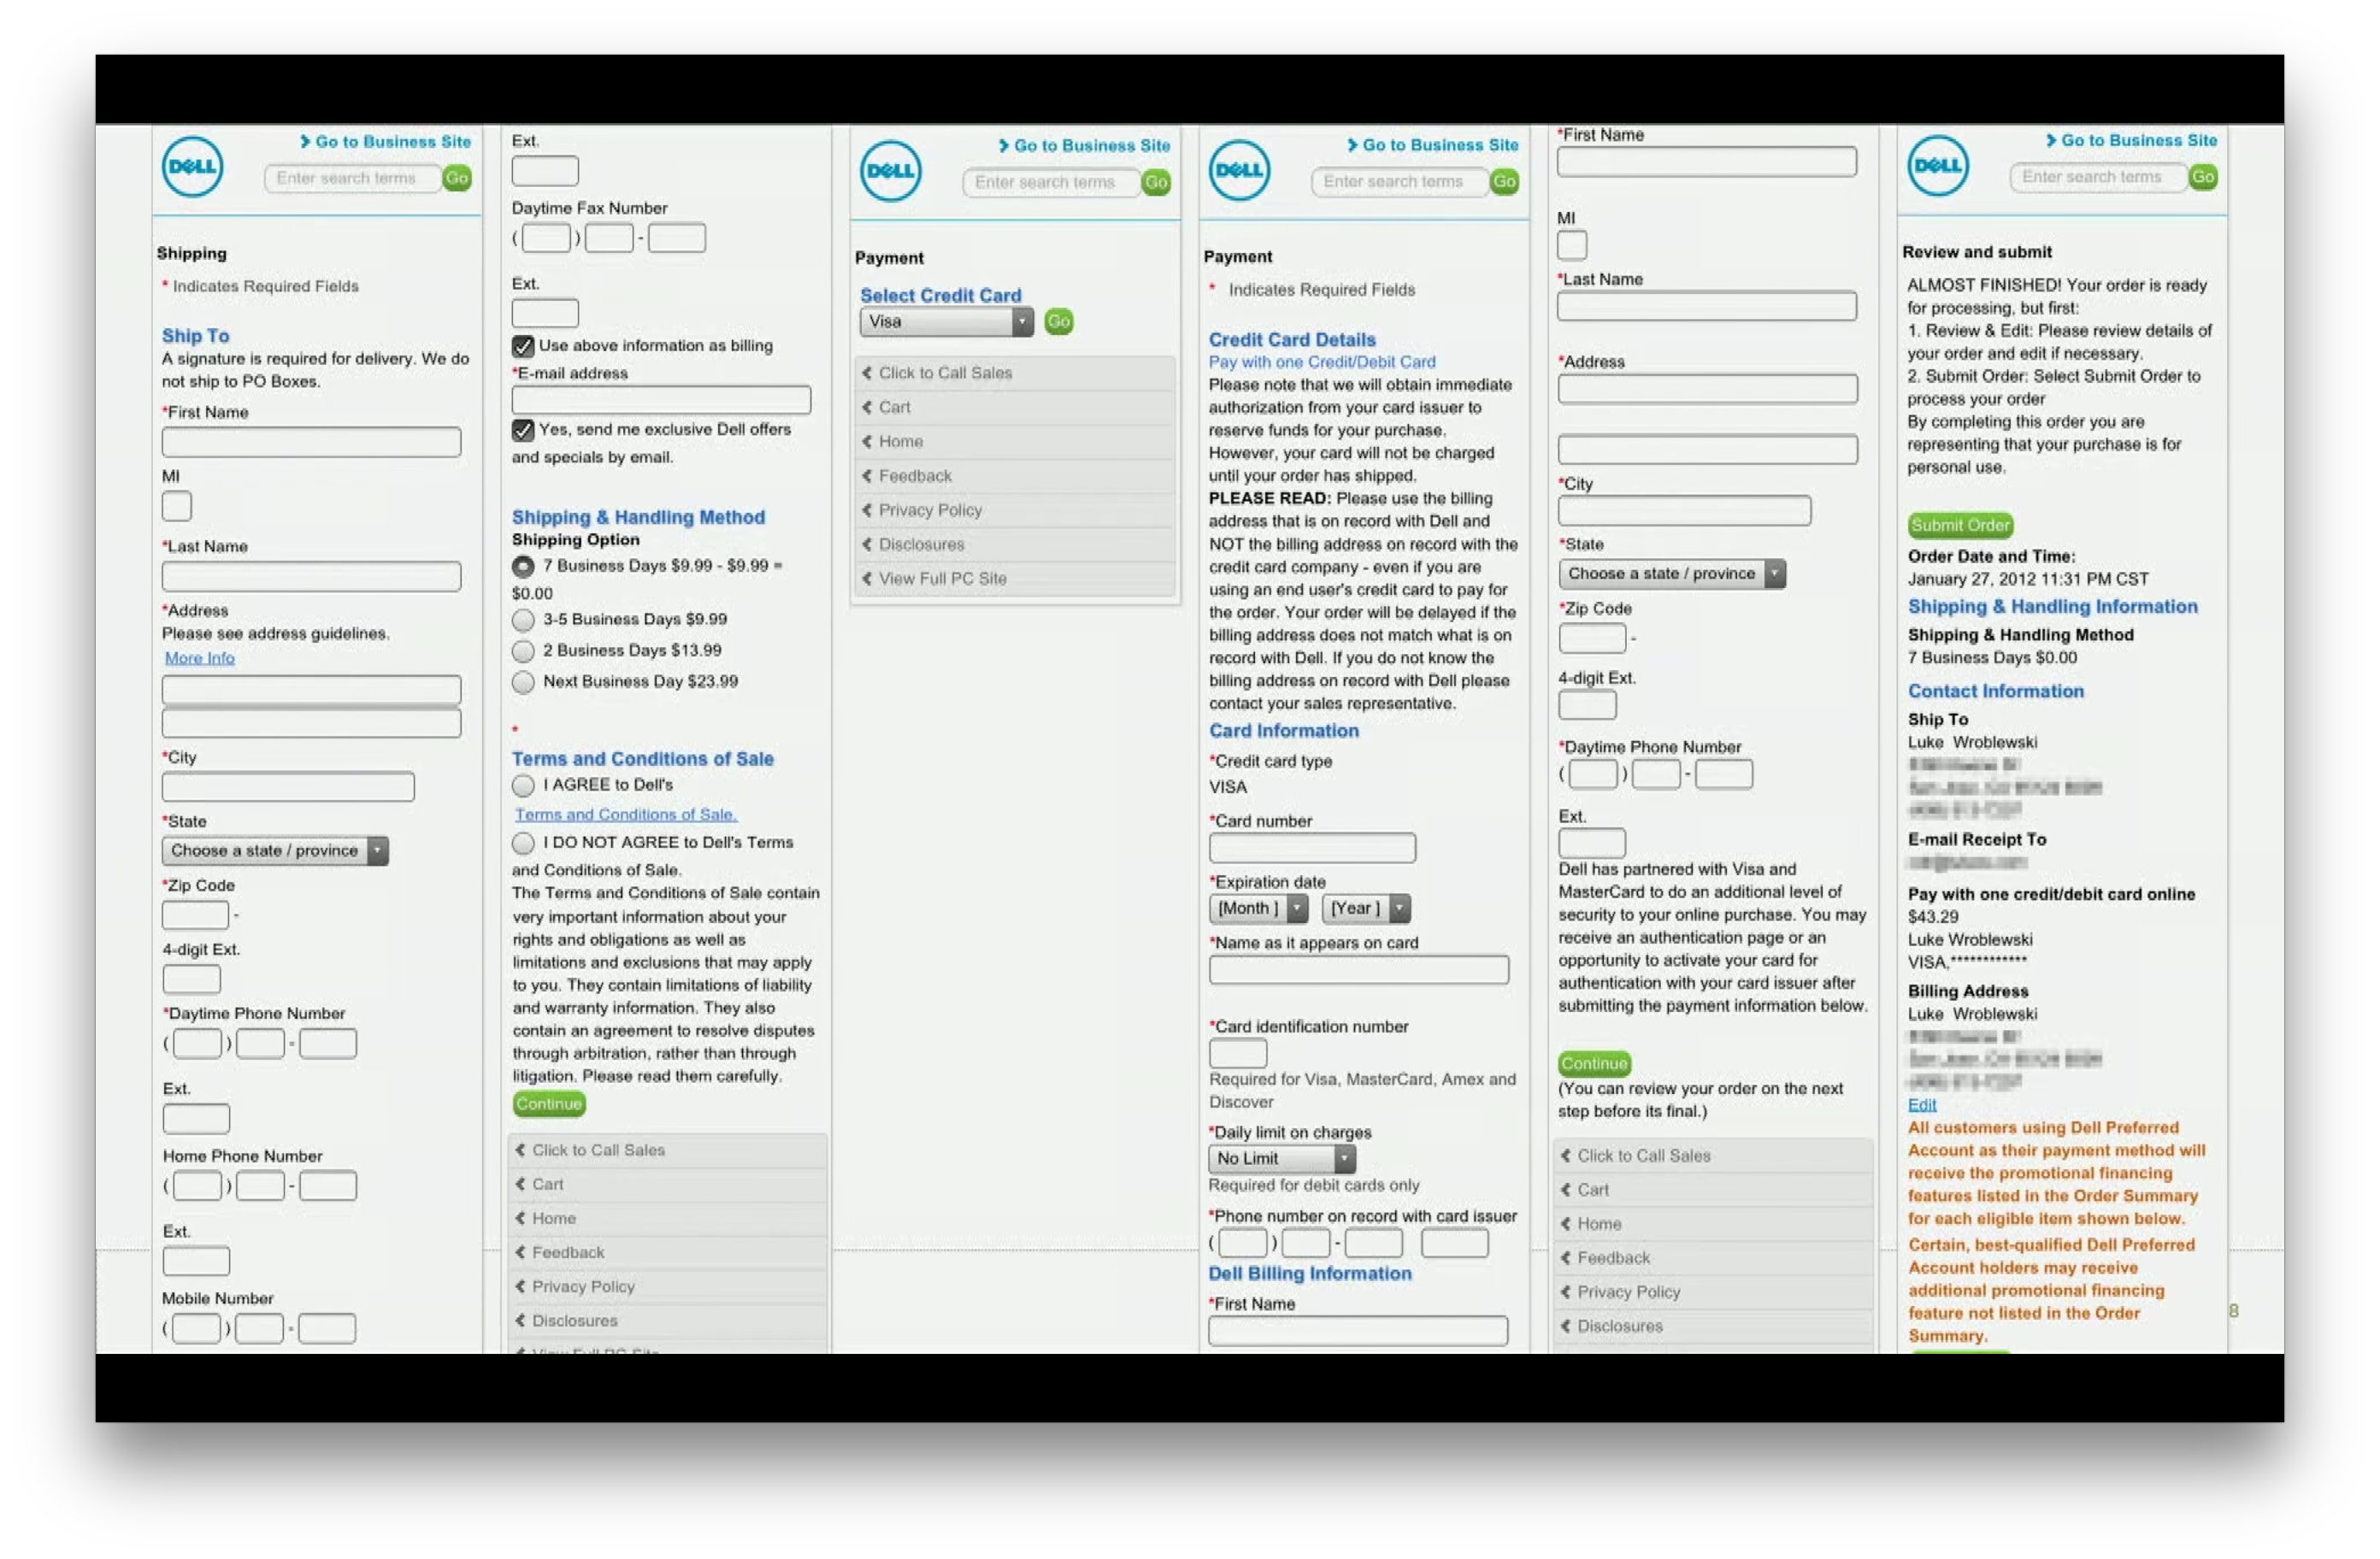 DELL
Go to Business Site
Enter search terms
Go
Shipping
* Indicates Required Fields
Ship To
A signature is required for delivery. We do
not ship to PO Boxes.
*First Name
MI
*Last Name
*Address
Please see address guidelines.
More Info
*City
*State
Choose a state / province
*Zip Code
-
4-digit Ext.
*Daytime Phone Number
( ) -
Ext.
Home Phone Number
( ) -
Ext.
Mobile Number
( ) -
Ext.
Daytime Fax Number
( ) -
Ext.
Use above information as billing
*E-mail address
Yes, send me exclusive Dell offers
and specials by email.
Shipping & Handling Method
Shipping Option
7 Business Days $9.99 - $9.99 =
$0.00
3-5 Business Days $9.99
2 Business Days $13.99
Next Business Day $23.99
*
Terms and Conditions of Sale
I AGREE to Dell's
Terms and Conditions of Sale.
I DO NOT AGREE to Dell's Terms
and Conditions of Sale.
The Terms and Conditions of Sale contain
very important information about your
rights and obligations as well as
limitations and exclusions that may apply
to you. They contain limitations of liability
and warranty information. They also
contain an agreement to resolve disputes
through arbitration, rather than through
litigation. Please read them carefully.
Continue
Click to Call Sales
Cart
Home
Feedback
Privacy Policy
Disclosures
View Full PC Site
DELL
Go to Business Site
Enter search terms
Go
Payment
Select Credit Card
Visa
Go
Click to Call Sales
Cart
Home
Feedback
Privacy Policy
Disclosures
View Full PC Site
DELL
Go to Business Site
Enter search terms
Go
Payment
* Indicates Required Fields
Credit Card Details
Pay with one Credit/Debit Card
Please note that we will obtain immediate
authorization from your card issuer to
reserve funds for your purchase.
However, your card will not be charged
until your order has shipped.
PLEASE READ: Please use the billing
address that is on record with Dell and
NOT the billing address on record with the
credit card company - even if you are
using an end user's credit card to pay for
the order. Your order will be delayed if the
billing address does not match what is on
record with Dell. If you do not know the
billing address on record with Dell please
contact your sales representative.
Card Information
*Credit card type
VISA
*Card number
*Expiration date
[Month ] [Year ]
*Name as it appears on card
*Card identification number
Required for Visa, MasterCard, Amex and
Discover
*Daily limit on charges
No Limit
Required for debit cards only
*Phone number on record with card issuer
( ) -
Dell Billing Information
*First Name
*First Name
MI
*Last Name
*Address
*City
*State
Choose a state / province
*Zip Code
-
4-digit Ext.
*Daytime Phone Number
( ) -
Ext.
Dell has partnered with Visa and
MasterCard to do an additional level of
security to your online purchase. You may
receive an authentication page or an
opportunity to activate your card for
authentication with your card issuer after
submitting the payment information below.
Continue
(You can review your order on the next
step before its final.)
Click to Call Sales
Cart
Home
Feedback
Privacy Policy
Disclosures
DELL
Go to Business Site
Enter search terms
Go
Review and submit
ALMOST FINISHED! Your order is ready
for processing, but first:
1. Review & Edit: Please review details of
your order and edit if necessary.
2. Submit Order: Select Submit Order to
process your order
By completing this order you are
representing that your purchase is for
personal use.
Submit Order
Order Date and Time:
January 27, 2012 11:31 PM CST
Shipping & Handling Information
Shipping & Handling Method
7 Business Days $0.00
Contact Information
Ship To
Luke Wroblewski
E-mail Receipt To
Pay with one credit/debit card online
$43.29
Luke Wroblewski
VISA,************
Billing Address
Luke Wroblewski
Edit
All customers using Dell Preferred
Account as their payment method will
receive the promotional financing
features listed in the Order Summary
for each eligible item shown below.
Certain, best-qualified Dell Preferred
Account holders may receive
additional promotional financing
feature not listed in the Order
Summary.
8